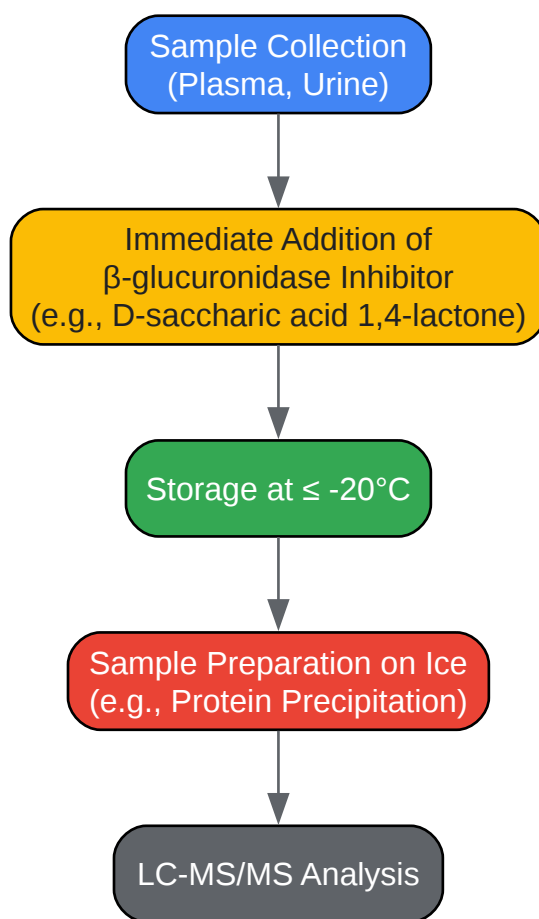 Sample Collection
(Plasma, Urine)
Immediate Addition of
β-glucuronidase Inhibitor
(e.g., D-saccharic acid 1,4-lactone)
Storage at ≤ -20°C
Sample Preparation on Ice
(e.g., Protein Precipitation)
LC-MS/MS Analysis